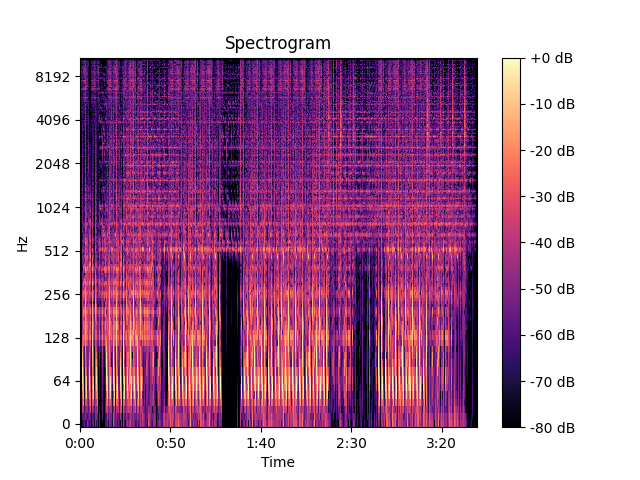 Spectrogram
Hz
8192
4096
2048
1024
512
256
128
64
0
0:00 0:50 1:40 2:30 3:20
Time
+0 dB
-10 dB
-20 dB
-30 dB
-40 dB
-50 dB
-60 dB
-70 dB
-80 dB